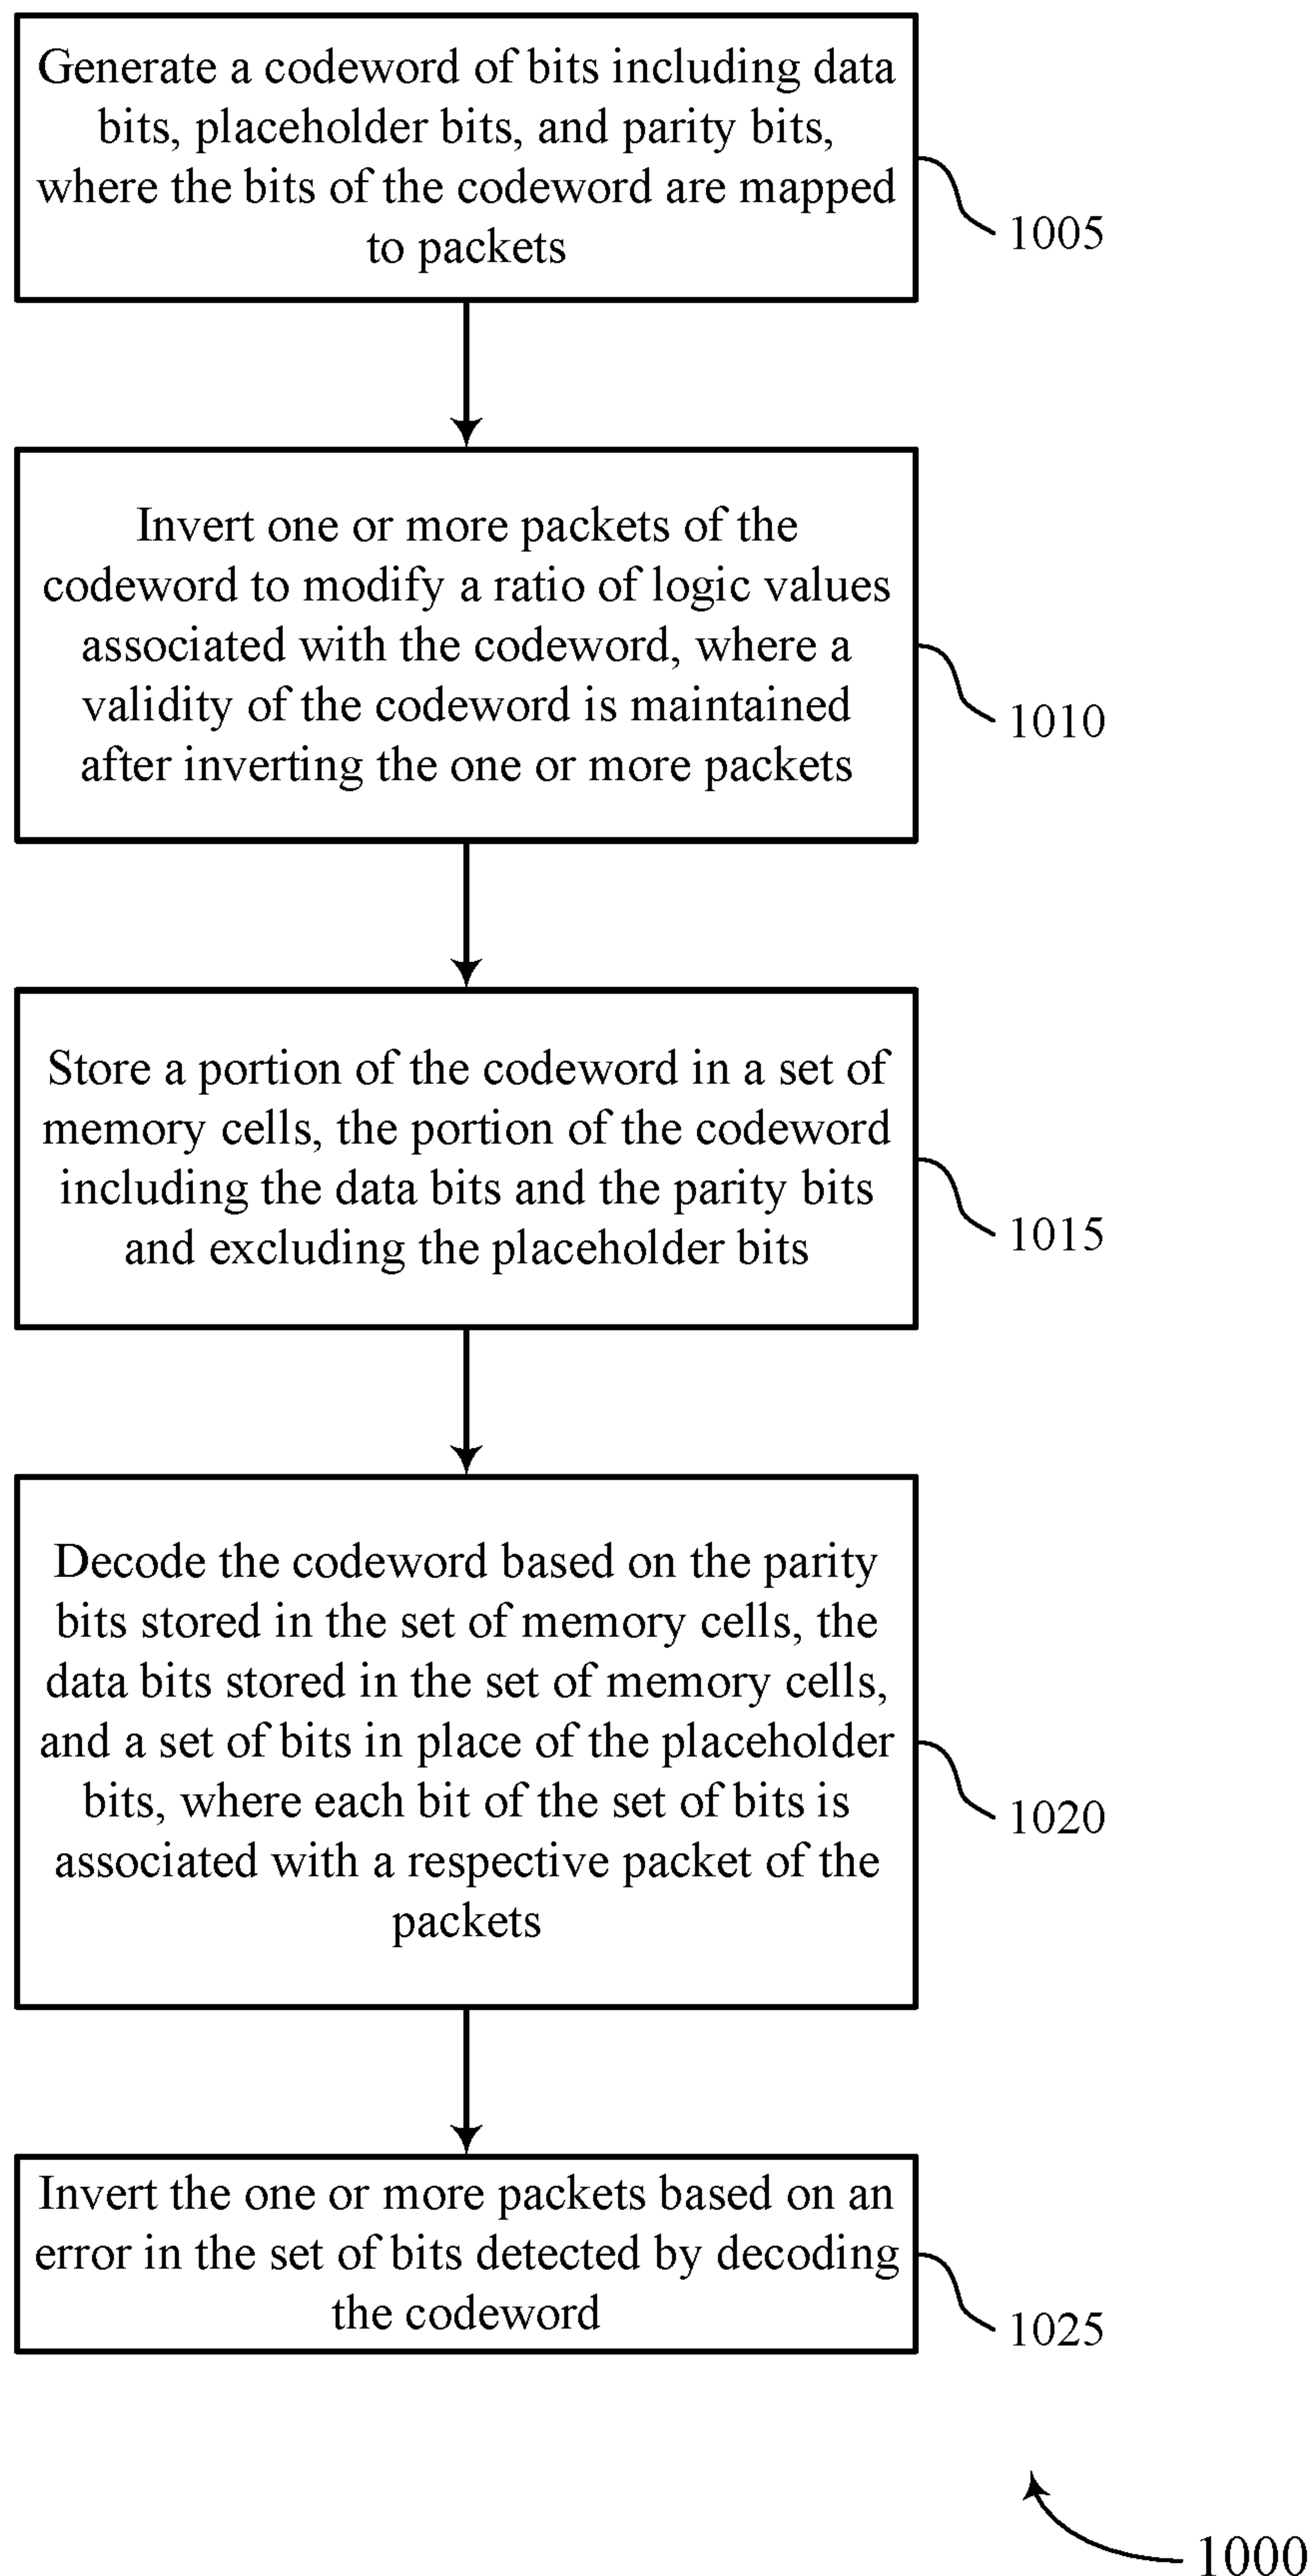 Generate a codeword of bits including data
bits, placeholder bits, and parity bits,
where the bits of the codeword are mapped
to packets
1005
Invert one or more packets of the
codeword to modify a ratio of logic values
associated with the codeword, where a
validity of the codeword is maintained
after inverting the one or more packets
1010
Store a portion of the codeword in a set of
memory cells, the portion of the codeword
including the data bits and the parity bits
and excluding the placeholder bits
1015
Decode the codeword based on the parity
bits stored in the set of memory cells, the
data bits stored in the set of memory cells,
and a set of bits in place of the placeholder
bits, where each bit of the set of bits is
associated with a respective packet of the
packets
1020
Invert the one or more packets based on an
error in the set of bits detected by decoding
the codeword
1025
1000